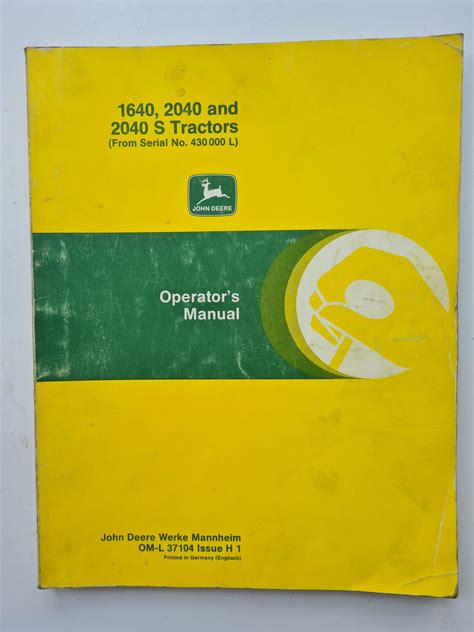 1640, 2040 and
2040 S Tractors
(From Serial No. 430 000 L)
JOHN DEERE
Operator's
Manual
John Deere Werke Mannheim
OM-L 37104 Issue H 1
Printed in Germany (Englisch)